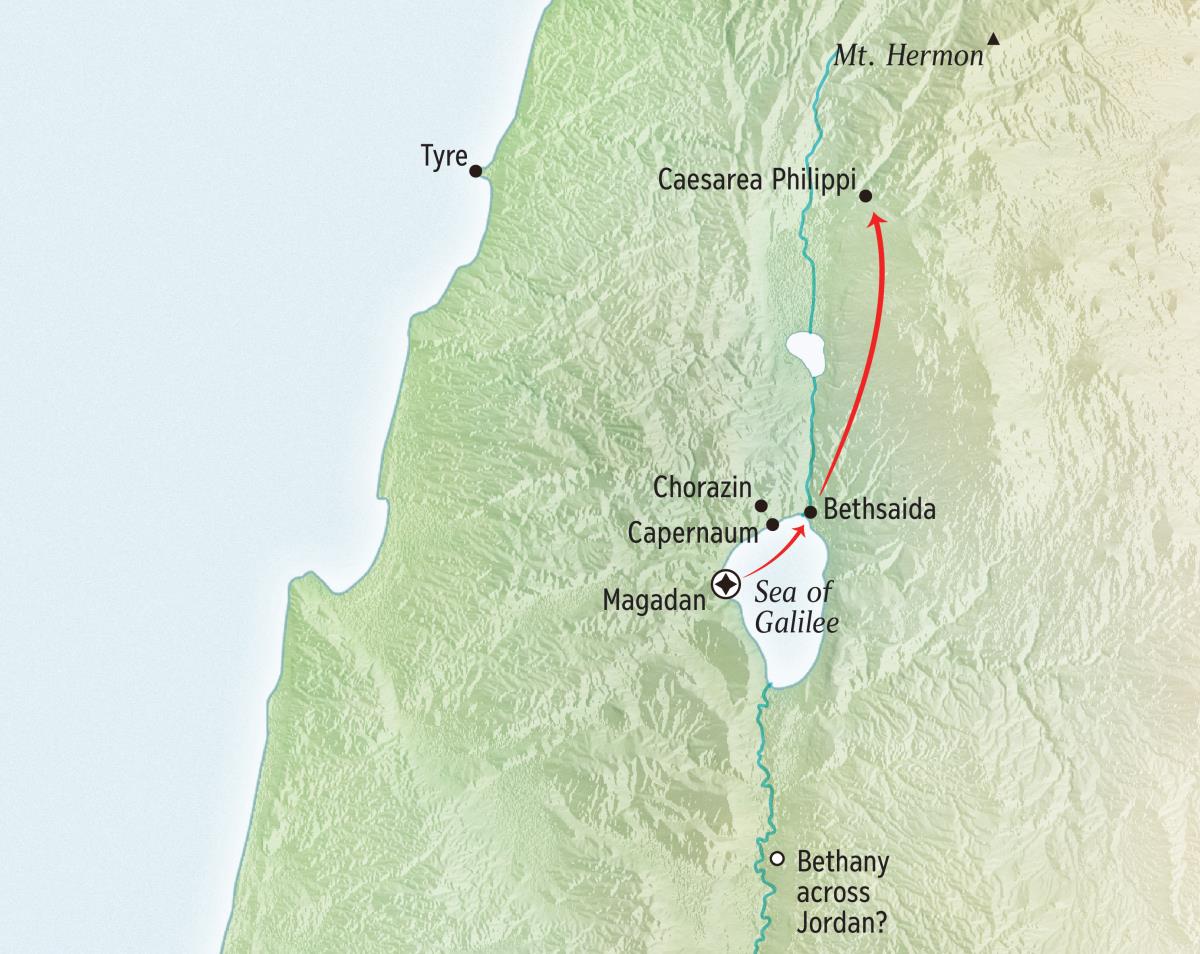 Mt. Hermon
Tyre
Caesarea Philippi
Chorazin
Bethsaida
Capernaum
Magadan
Sea of
Galilee
Bethany
across
Jordan?